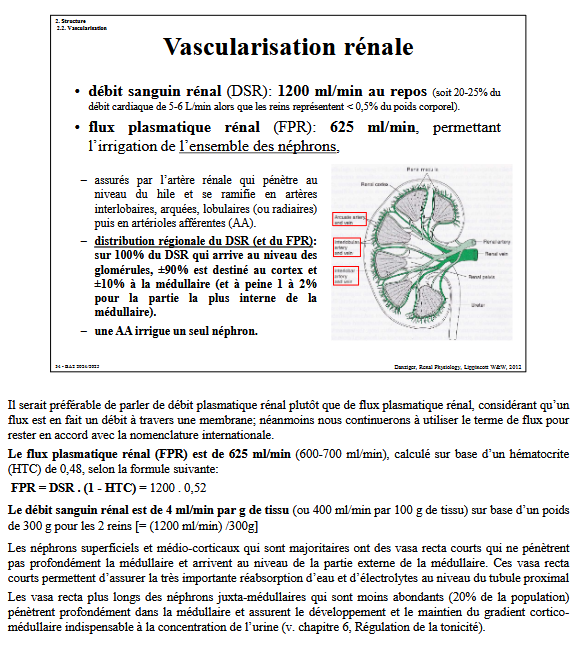 2. Structure
2.2. Vascularisation
Vascularisation rénale
• débit sanguin rénal (DSR): 1200 ml/min au repos (soit 20-25% du
débit cardiaque de 5-6 L/min alors que les reins représentent < 0,5% du poids corporel).
• flux plasmatique rénal (FPR): 625 ml/min, permettant
l’irrigation de l’ensemble des néphrons,
– assurés par l’artère rénale qui pénètre au
niveau du hile et se ramifie en artères
interlobaires, arquées, lobulaires (ou radiaires)
puis en artérioles afférentes (AA).
– distribution régionale du DSR (et du FPR):
sur 100% du DSR qui arrive au niveau des
glomérules, ±90% est destiné au cortex et
±10% à la médullaire (et à peine 1 à 2%
pour la partie la plus interne de la
médullaire).
– une AA irrigue un seul néphron.
Renal medulla
Renal cortex
Arcuate artery
and vein
Interlobular
artery
and vein
Interlobar
artery
and vein
Renal artery
Renal vein
Renal pelvis
Ureter
Danziger, Renal Physiology, Lippincott W&W, 2012
Il serait préférable de parler de débit plasmatique rénal plutôt que de flux plasmatique rénal, considérant qu’un
flux est en fait un débit à travers une membrane; néanmoins nous continuerons à utiliser le terme de flux pour
rester en accord avec la nomenclature internationale.
Le flux plasmatique rénal (FPR) est de 625 ml/min (600-700 ml/min), calculé sur base d’un hématocrite
(HTC) de 0,48, selon la formule suivante:
FPR = DSR . (1 - HTC) = 1200 . 0,52
Le débit sanguin rénal est de 4 ml/min par g de tissu (ou 400 ml/min par 100 g de tissu) sur base d’un poids
de 300 g pour les 2 reins [= (1200 ml/min) /300g]
Les néphrons superficiels et médio-corticaux qui sont majoritaires ont des vasa recta courts qui ne pénètrent
pas profondément la médullaire et arrivent au niveau de la partie externe de la médullaire. Ces vasa recta
courts permettent d’assurer la très importante réabsorption d’eau et d’électrolytes au niveau du tubule proximal
Les vasa recta plus longs des néphrons juxta-médullaires qui sont moins abondants (20% de la population)
pénètrent profondément dans la médullaire et assurent le développement et le maintien du gradient cortico-
médullaire indispensable à la concentration de l’urine (v. chapitre 6, Régulation de la tonicité).